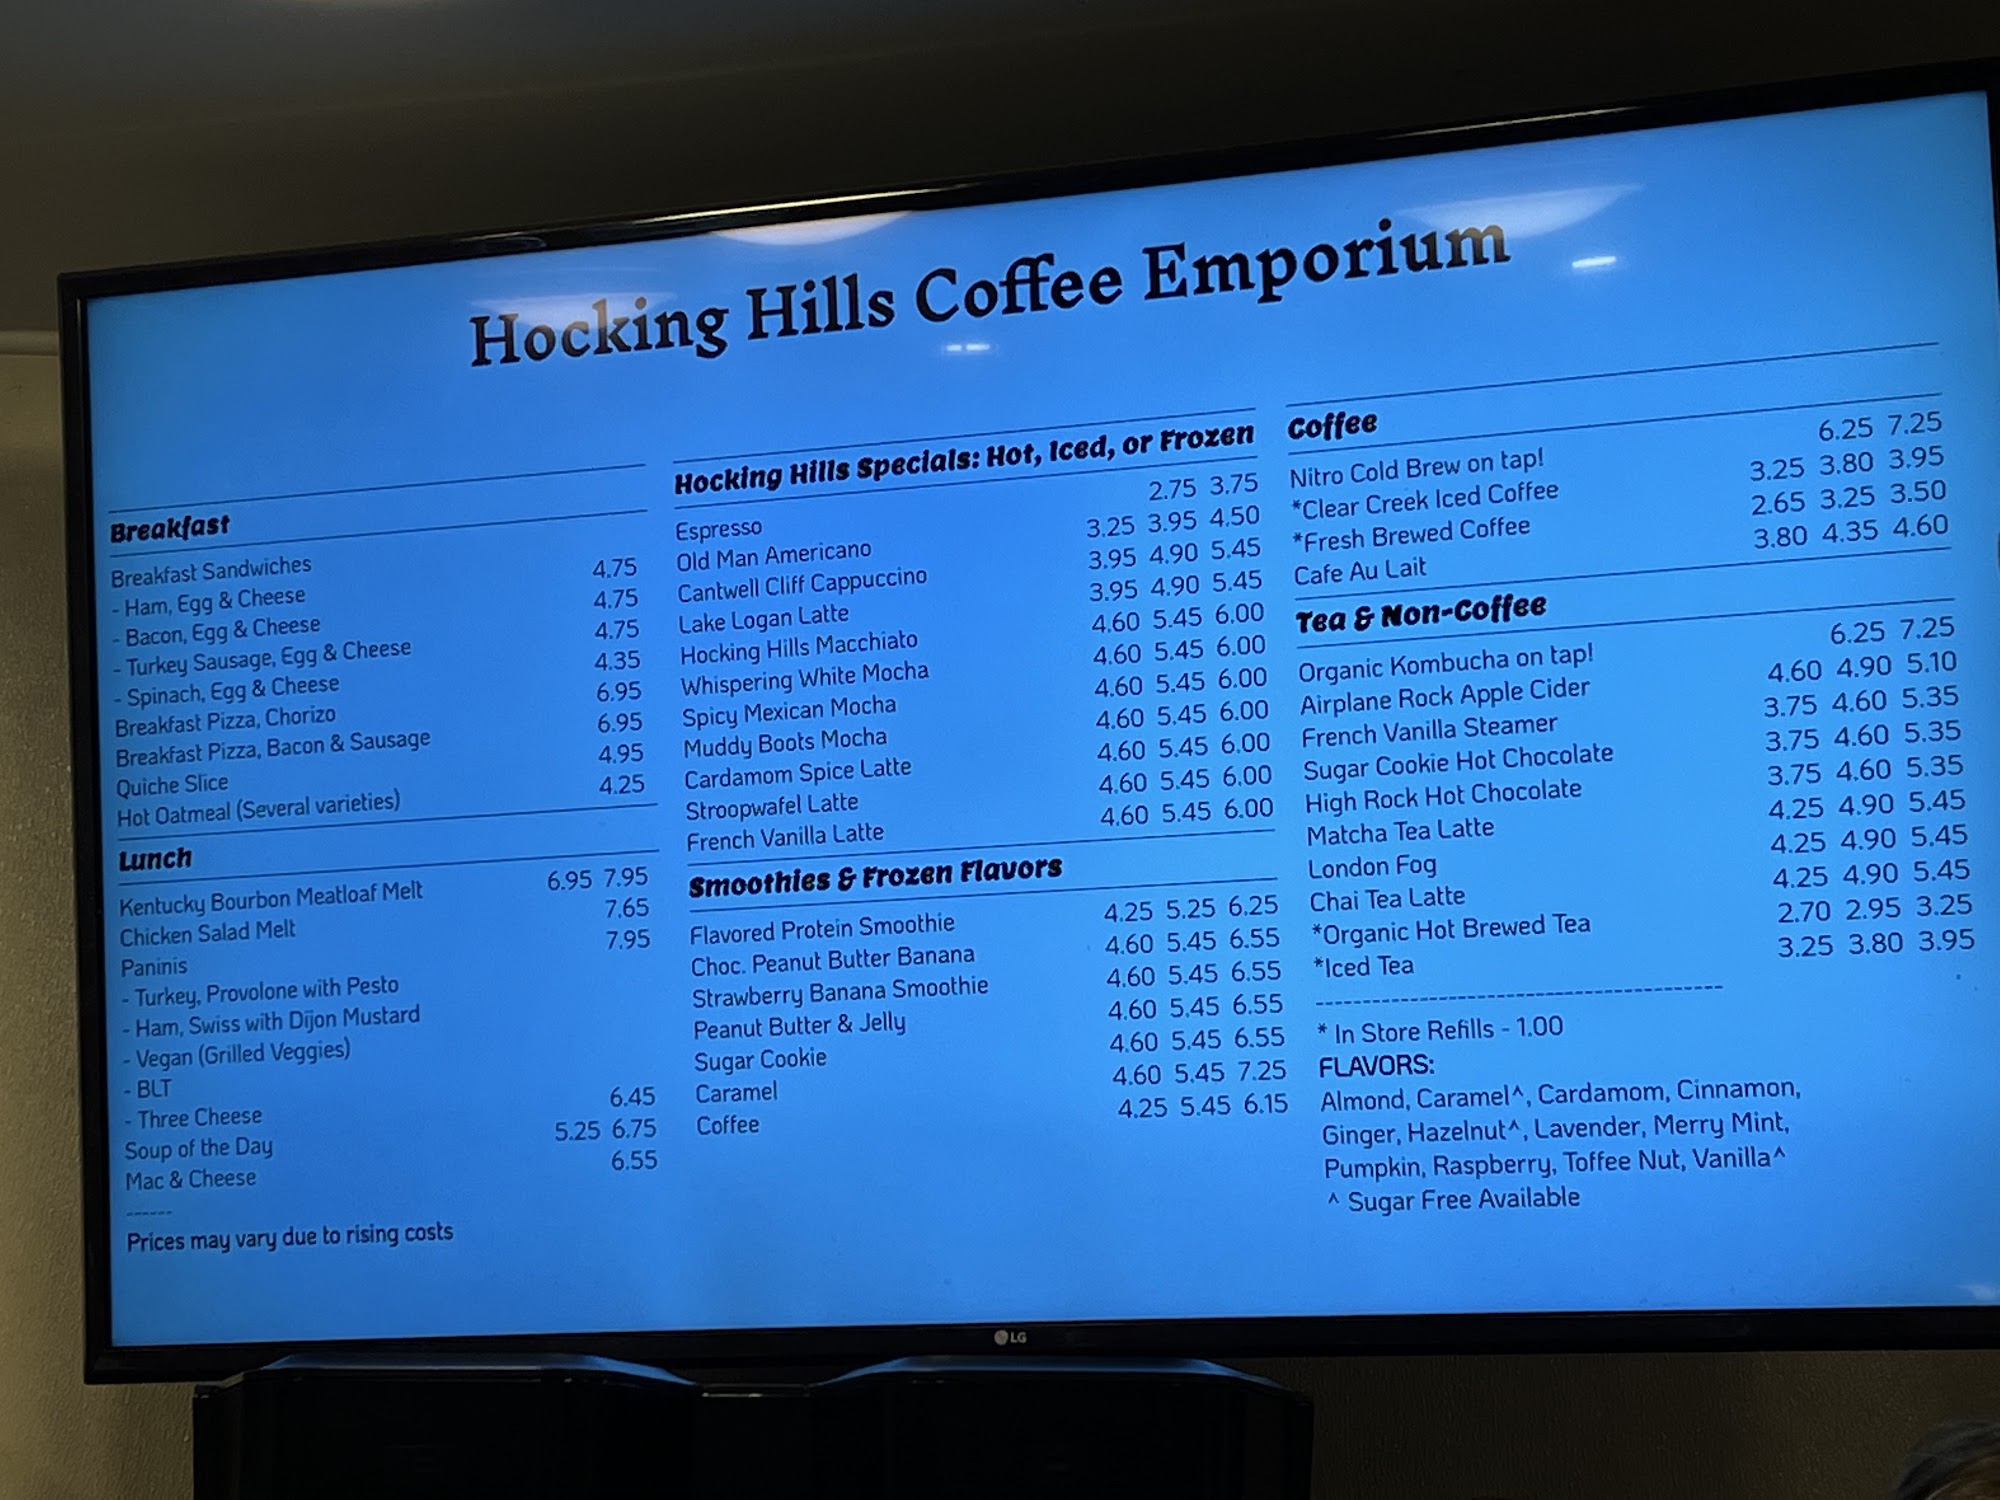 Hocking Hills Coffee Emporium
Breakfast
Breakfast Sandwiches
- Ham, Egg & Cheese 4.75
- Bacon, Egg & Cheese 4.75
- Turkey Sausage, Egg & Cheese 4.75
- Spinach, Egg & Cheese 4.35
Breakfast Pizza, Chorizo 6.95
Breakfast Pizza, Bacon & Sausage 6.95
Quiche Slice 4.95
Hot Oatmeal (Several varieties) 4.25
Lunch
Kentucky Bourbon Meatloaf Melt 6.95 7.95
Chicken Salad Melt 7.65
Paninis 7.95
- Turkey, Provolone with Pesto
- Ham, Swiss with Dijon Mustard
- Vegan (Grilled Veggies)
- BLT
- Three Cheese 6.45
Soup of the Day 5.25 6.75
Mac & Cheese 6.55
------
Prices may vary due to rising costs
Hocking Hills Specials: Hot, Iced, or Frozen
Espresso 2.75 3.75
Old Man Americano 3.25 3.95 4.50
Cantwell Cliff Cappuccino 3.95 4.90 5.45
Lake Logan Latte 3.95 4.90 5.45
Hocking Hills Macchiato 4.60 5.45 6.00
Whispering White Mocha 4.60 5.45 6.00
Spicy Mexican Mocha 4.60 5.45 6.00
Muddy Boots Mocha 4.60 5.45 6.00
Cardamom Spice Latte 4.60 5.45 6.00
Stroopwafel Latte 4.60 5.45 6.00
French Vanilla Latte 4.60 5.45 6.00
Smoothies & Frozen Flavors
Flavored Protein Smoothie 4.25 5.25 6.25
Choc. Peanut Butter Banana 4.60 5.45 6.55
Strawberry Banana Smoothie 4.60 5.45 6.55
Peanut Butter & Jelly 4.60 5.45 6.55
Sugar Cookie 4.60 5.45 6.55
Caramel 4.60 5.45 7.25
Coffee 4.25 5.45 6.15
Coffee
Nitro Cold Brew on tap! 6.25 7.25
*Clear Creek Iced Coffee 3.25 3.80 3.95
*Fresh Brewed Coffee 2.65 3.25 3.50
Cafe Au Lait 3.80 4.35 4.60
Tea & Non-Coffee
Organic Kombucha on tap! 6.25 7.25
Airplane Rock Apple Cider 4.60 4.90 5.10
French Vanilla Steamer 3.75 4.60 5.35
Sugar Cookie Hot Chocolate 3.75 4.60 5.35
High Rock Hot Chocolate 3.75 4.60 5.35
Matcha Tea Latte 4.25 4.90 5.45
London Fog 4.25 4.90 5.45
Chai Tea Latte 4.25 4.90 5.45
*Organic Hot Brewed Tea 2.70 2.95 3.25
*Iced Tea 3.25 3.80 3.95
----------------------------------------
* In Store Refills - 1.00
FLAVORS:
Almond, Caramel^, Cardamom, Cinnamon,
Ginger, Hazelnut^, Lavender, Merry Mint,
Pumpkin, Raspberry, Toffee Nut, Vanilla^
^ Sugar Free Available
LG